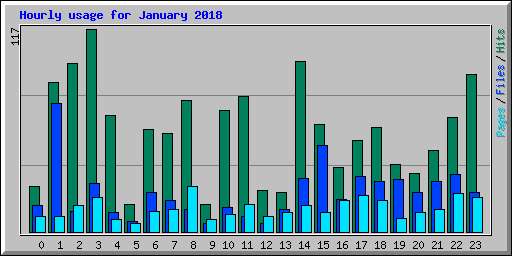 Hourly usage for January 2018
117
Pages/Files/Hits
0 1 2 3 4 5 6 7 8 9 10 11 12 13 14 15 16 17 18 19 20 21 22 23